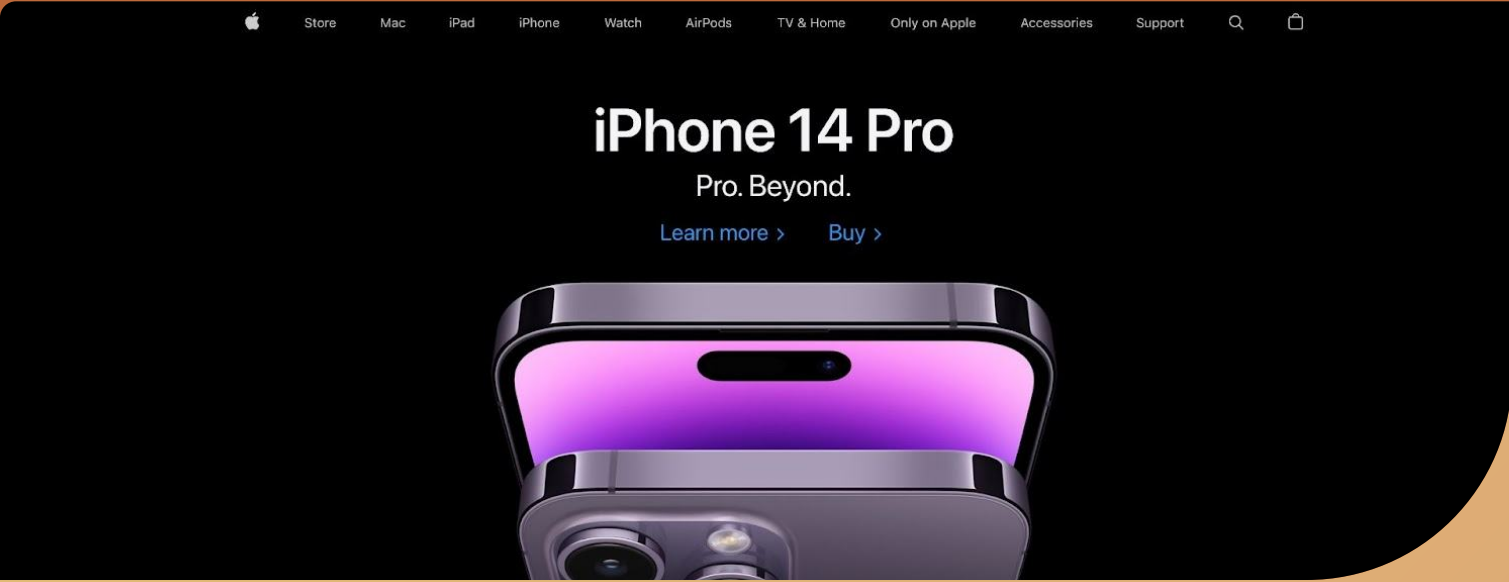 Store Mac iPad iPhone Watch AirPods TV & Home Only on Apple Accessories Support
iPhone 14 Pro
Pro. Beyond.
Learn more > Buy >